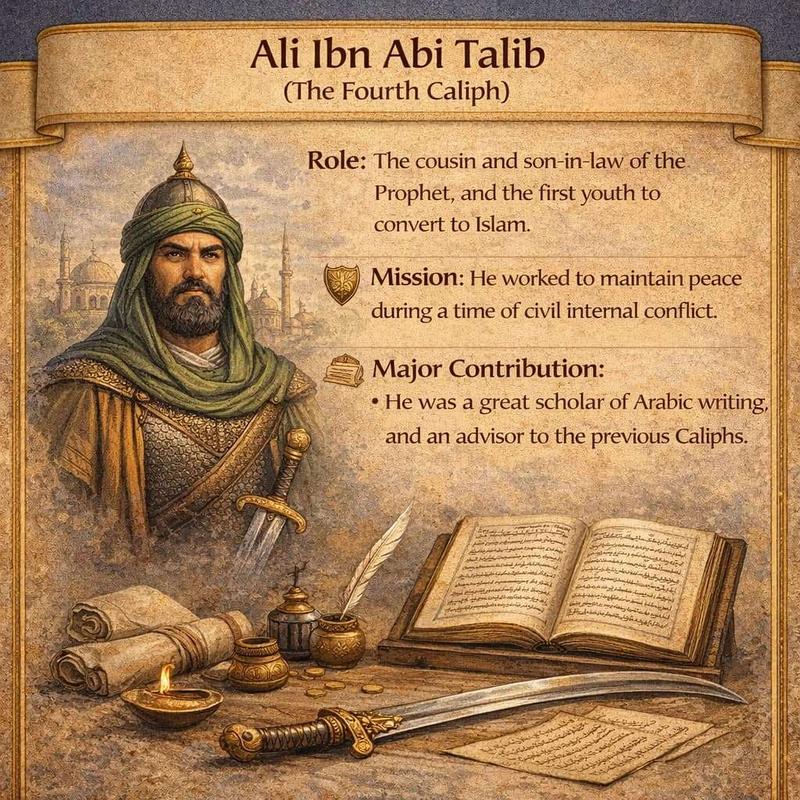 Ali Ibn Abi Talib
(The Fourth Caliph)
Role: The cousin and son-in-law of the
Prophet, and the first youth to
convert to Islam.
Mission: He worked to maintain peace
during a time of civil internal conflict.
Major Contribution:
• He was a great scholar of Arabic writing,
and an advisor to the previous Caliphs.